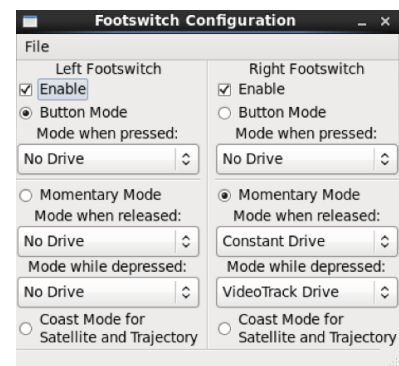 Footswitch Configuration
File
Left Footswitch
Enable
Button Mode
Mode when pressed:
No Drive
Momentary Mode
Mode when released:
No Drive
Mode while depressed:
No Drive
Coast Mode for
Satellite and Trajectory
Right Footswitch
Enable
Button Mode
Mode when pressed:
No Drive
Momentary Mode
Mode when released:
Constant Drive
Mode while depressed:
VideoTrack Drive
Coast Mode for
Satellite and Trajectory